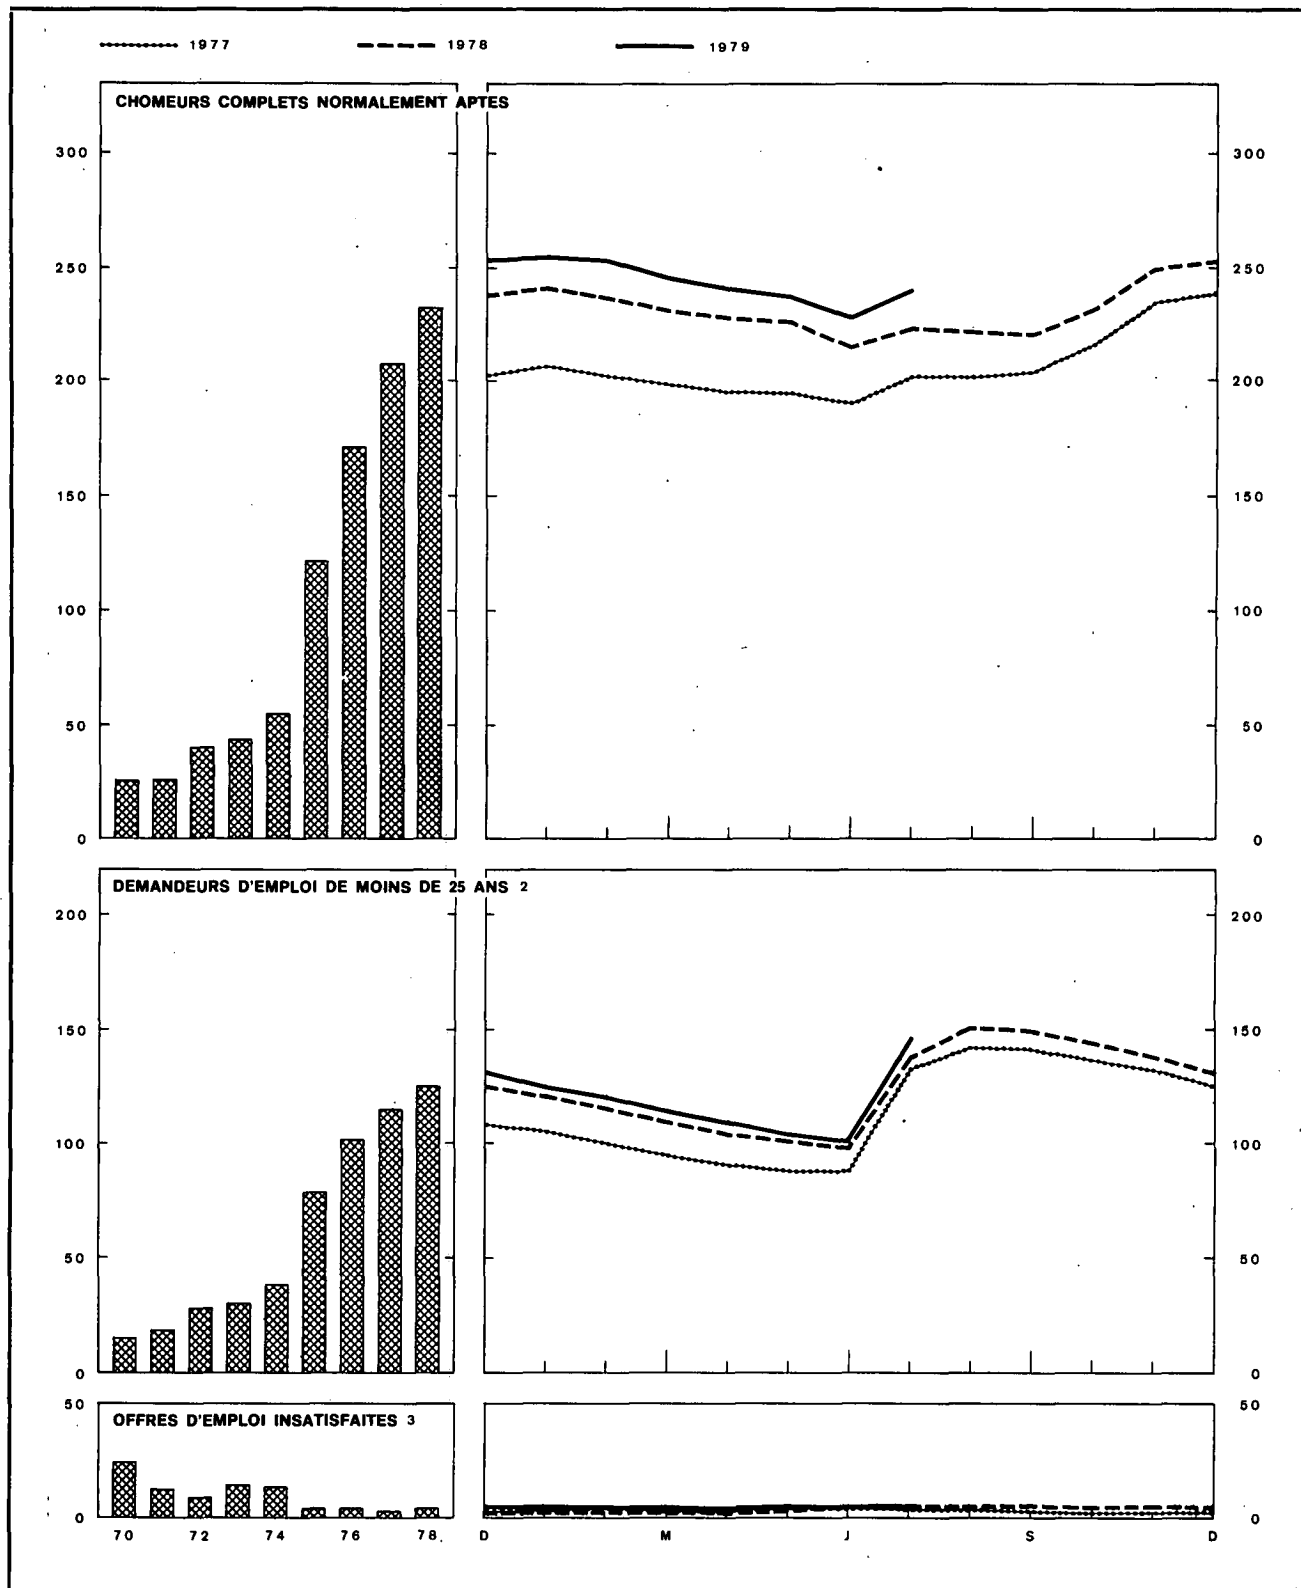 1977 1978 1979
CHOMEURS COMPLETS NORMALEMENT APTES
300 300
250 250
200 200
150 150
100 100
50 50
0 0
DEMANDEURS D'EMPLOI DE MOINS DE 25 ANS 2
200 200
150 150
100 100
50 50
0 0
50 50
OFFRES D'EMPLOI INSATISFAITES 3
0 0
70 72 74 76 78 D M J S D